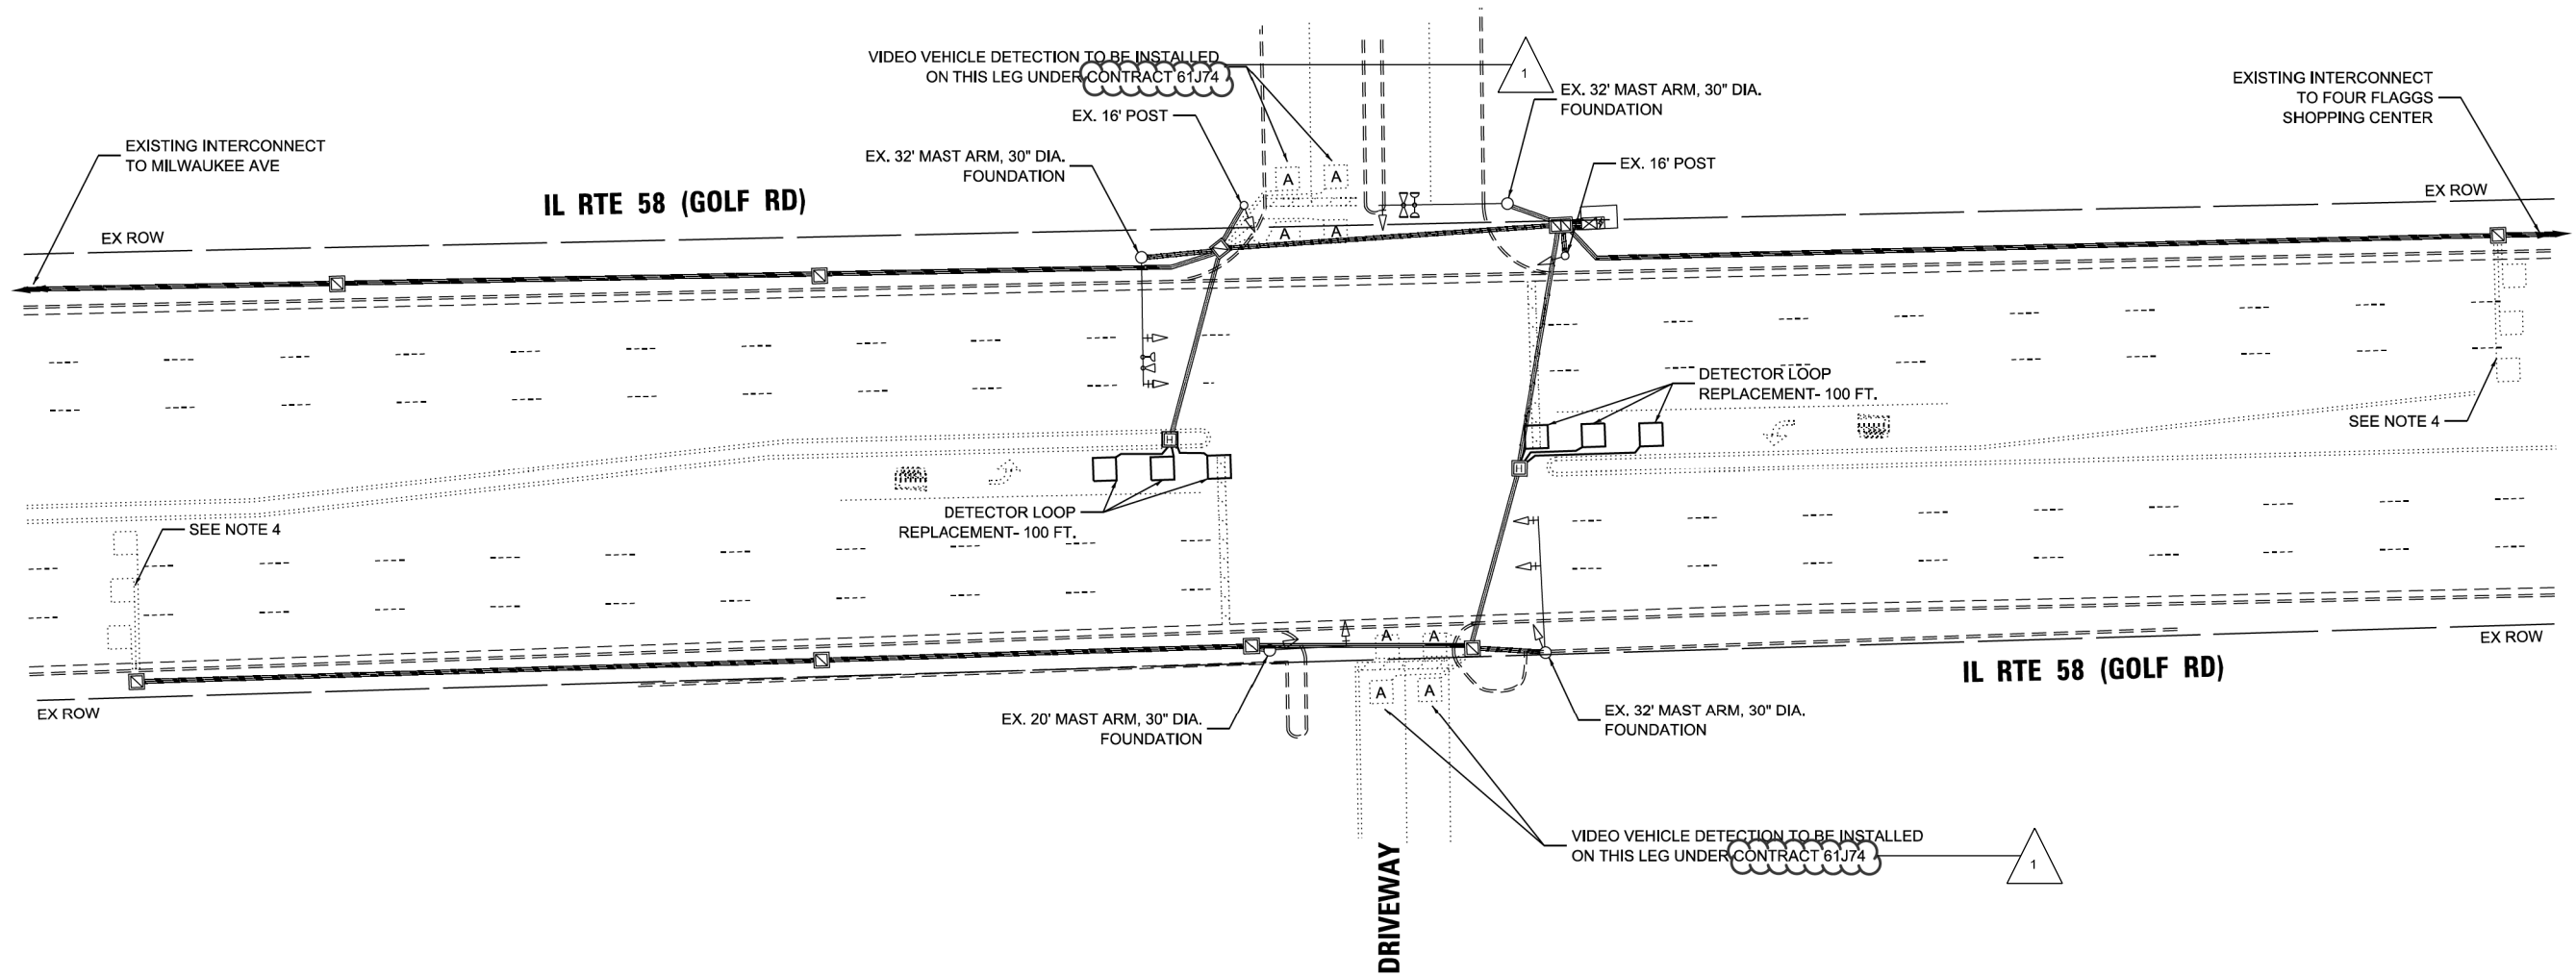 VIDEO VEHICLE DETECTION TO BE INSTALLED
ON THIS LEG UNDER CONTRACT 61J74
1
EX. 32' MAST ARM, 30" DIA.
FOUNDATION
EXISTING INTERCONNECT
TO FOUR FLAGGS
SHOPPING CENTER
EX. 16' POST
EXISTING INTERCONNECT
TO MILWAUKEE AVE
EX. 32' MAST ARM, 30" DIA.
FOUNDATION
EX. 16' POST
IL RTE 58 (GOLF RD)
A
A
EX ROW
EX ROW
A
A
DETECTOR LOOP
REPLACEMENT- 100 FT.
SEE NOTE 4
H
H
DETECTOR LOOP
REPLACEMENT- 100 FT.
SEE NOTE 4
A
A
EX ROW
IL RTE 58 (GOLF RD)
A
A
EX ROW
EX. 20' MAST ARM, 30" DIA.
FOUNDATION
EX. 32' MAST ARM, 30" DIA.
FOUNDATION
VIDEO VEHICLE DETECTION TO BE INSTALLED
ON THIS LEG UNDER CONTRACT 61J74
1
DRIVEWAY